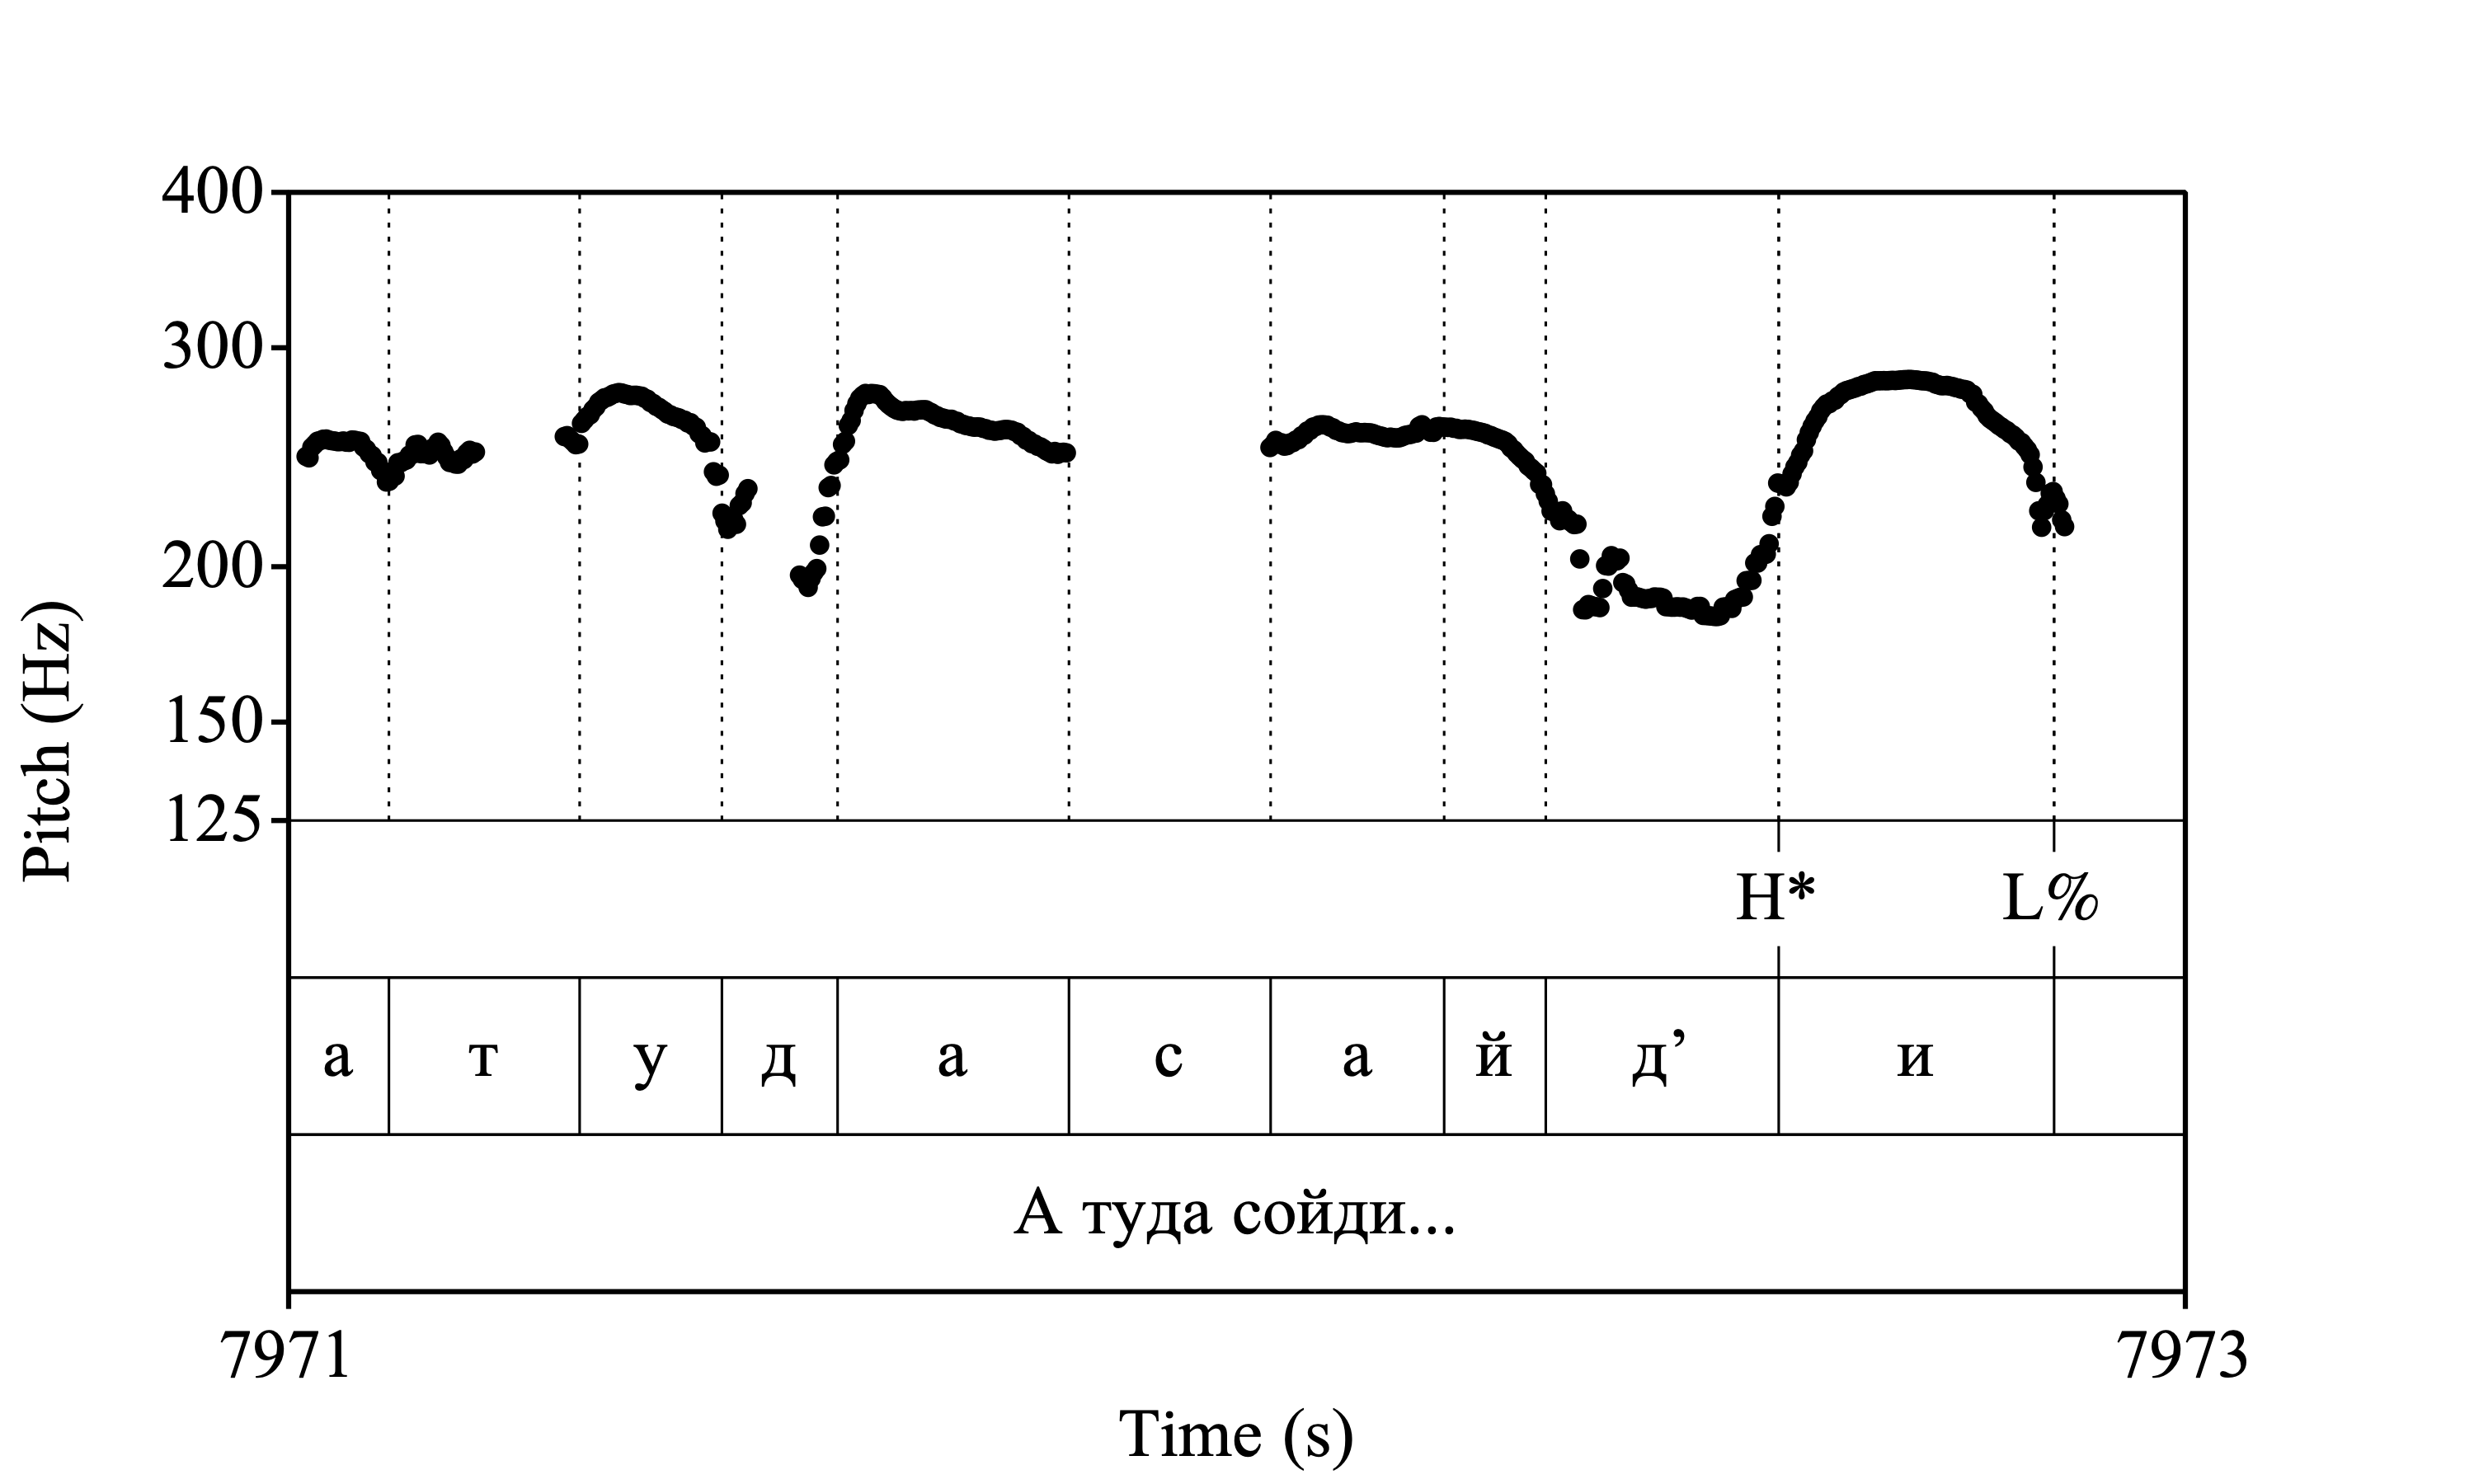 400
300
200
150
125
Pitch (Hz)
H* L%
а т у д а с а й д’ и
А туда сойди...
7971 7973
Time (s)